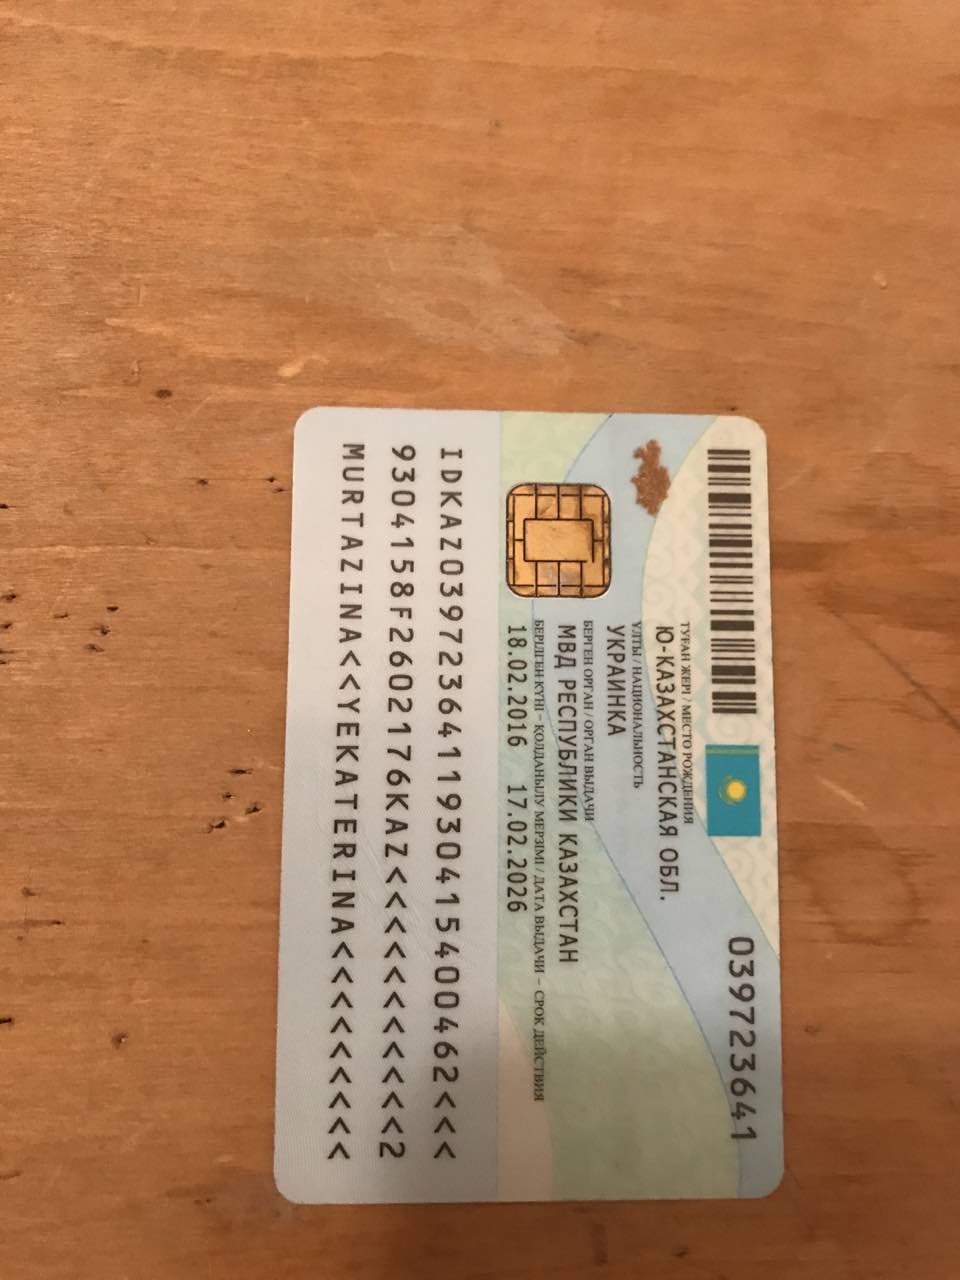 039723641
ТУҒАН ЖЕРІ / МЕСТО РОЖДЕНИЯ
Ю-КАЗАХСТАНСКАЯ ОБЛ.
ҰЛТЫ / НАЦИОНАЛЬНОСТЬ
УКРАИНКА
БЕРГЕН ОРГАН / ОРГАН ВЫДАЧИ
МВД РЕСПУБЛИКИ КАЗАХСТАН
БЕРІЛГЕН КҮНІ – ҚОЛДАНЫЛУ МЕРЗІМІ / ДАТА ВЫДАЧИ – СРОК ДЕЙСТВИЯ
18.02.2016 17.02.2026
IDKAZ0397236411930415400462<<<
9304158F2602176KAZ<<<<<<<<<<<2
MURTAZINA<<YEKATERINA<<<<<<<<<